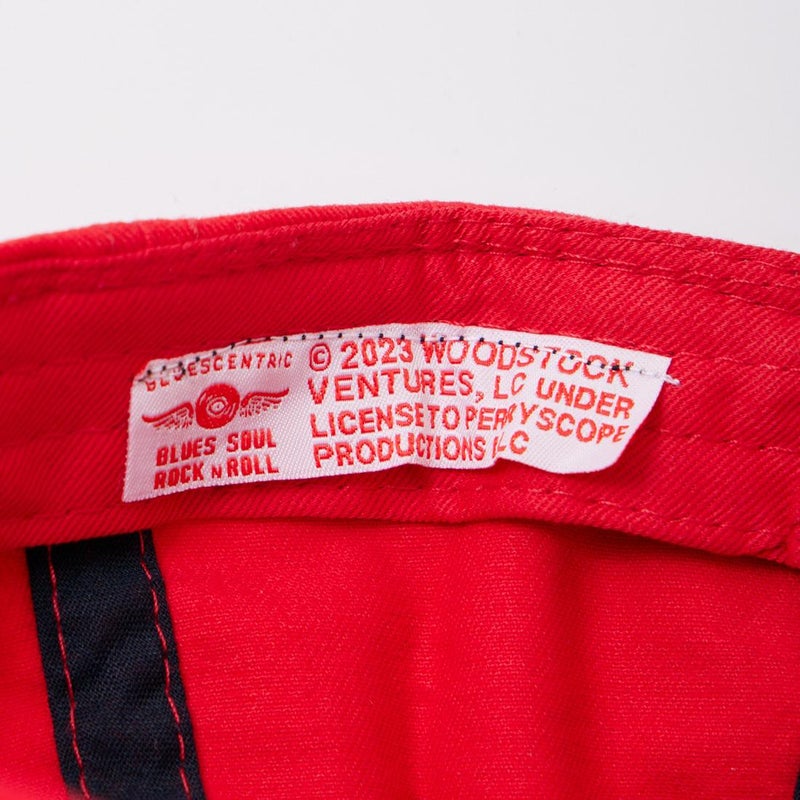 BLUESCENTRIC
BLUES SOUL
ROCK N ROLL
© 2023 WOODSTOCK
VENTURES, LC UNDER
LICENSE TO PERRYSCOPE
PRODUCTIONS LLC